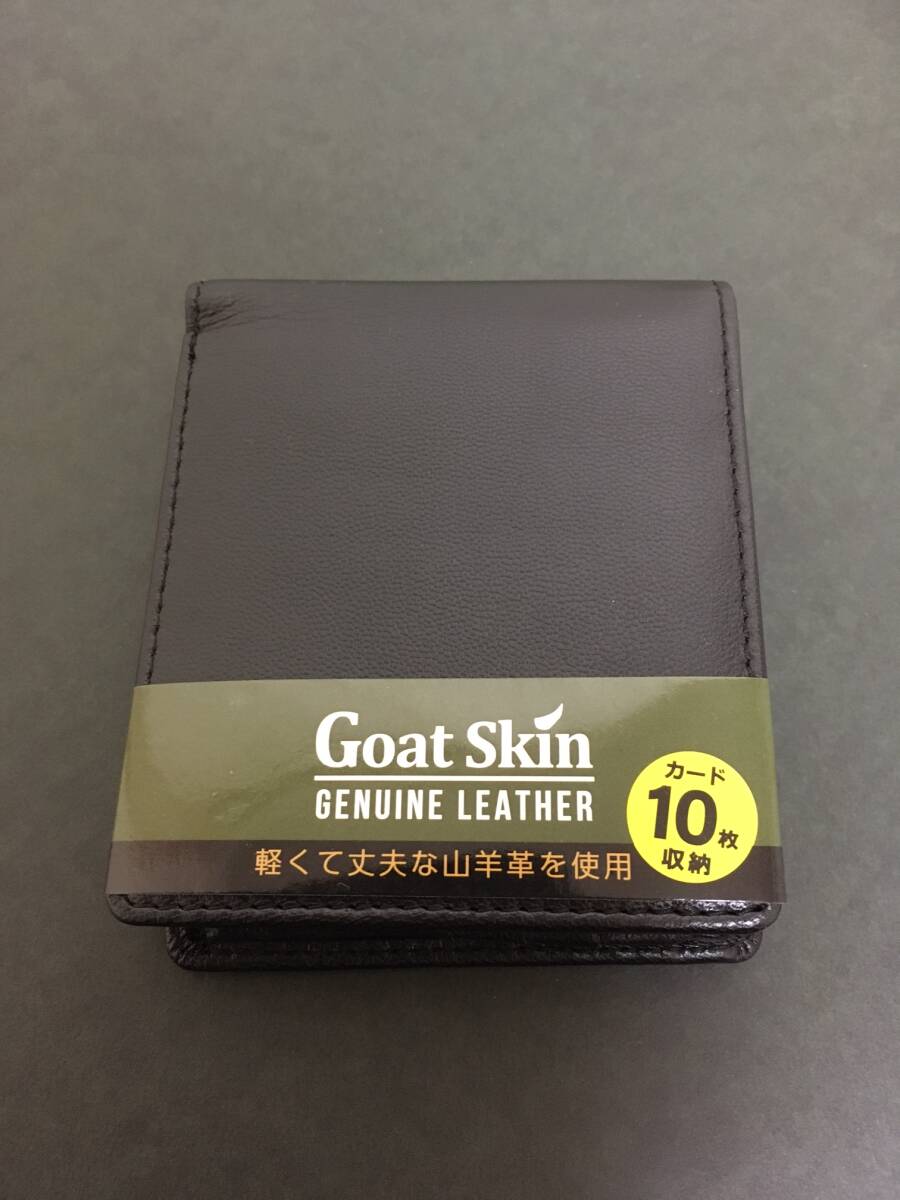 Goat Skin
GENUINE LEATHER
軽くて丈夫な山羊革を使用
カード
10枚
収納